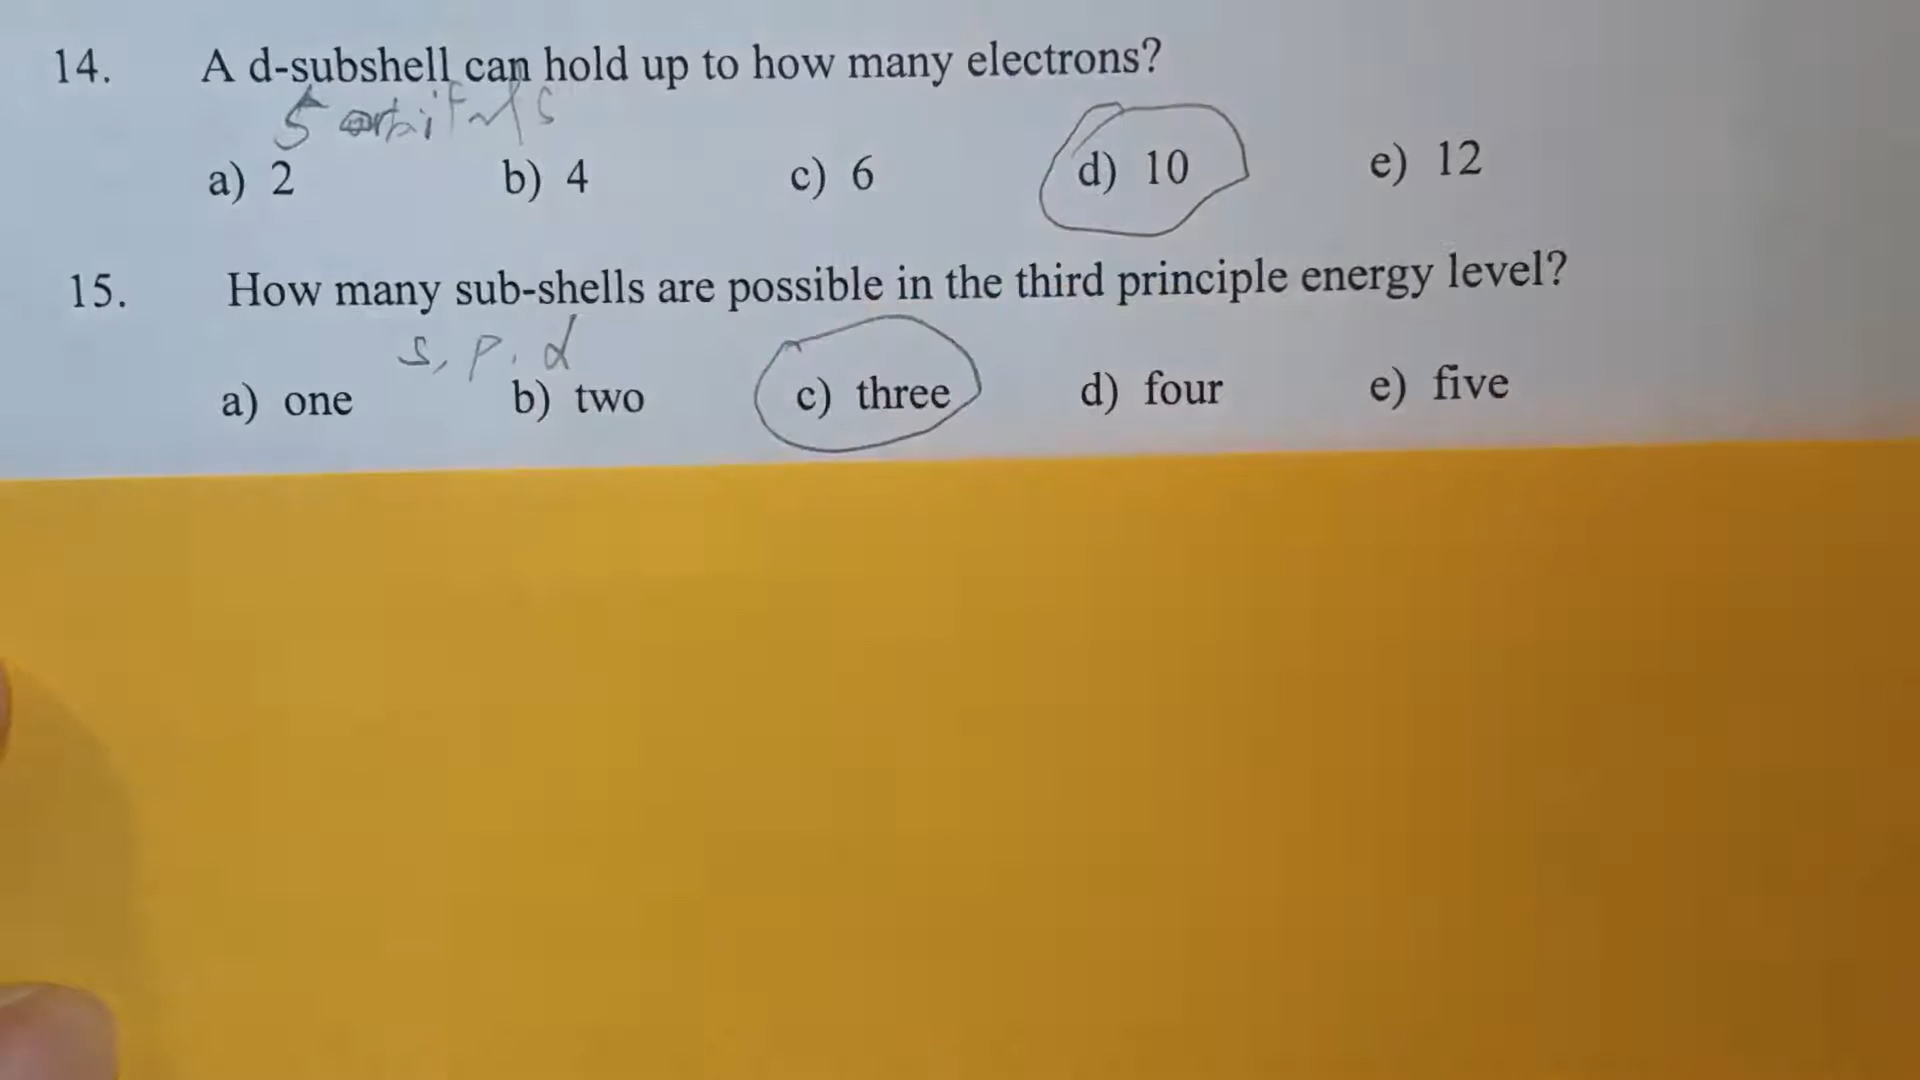 14. A d-subshell can hold up to how many electrons?
5 orbitals
a) 2 b) 4 c) 6 d) 10 e) 12
15. How many sub-shells are possible in the third principle energy level?
s, p, d
a) one b) two c) three d) four e) five